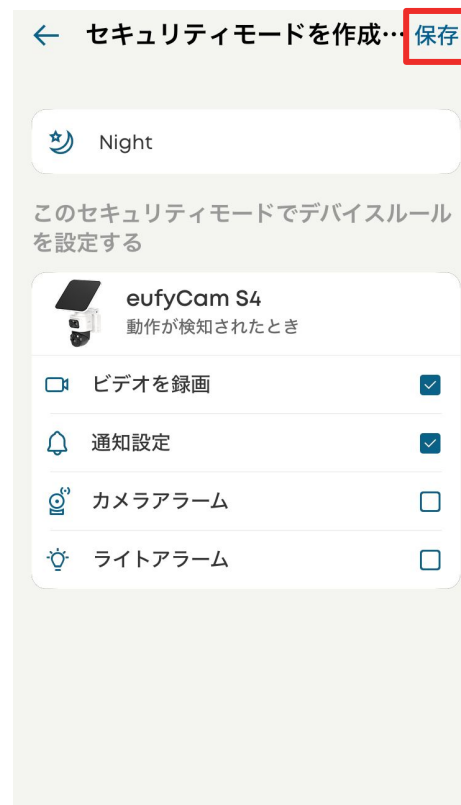 セキュリティモードを作成… 保存
Night
このセキュリティモードでデバイスルール
を設定する
eufyCam S4
動作が検知されたとき
ビデオを録画
通知設定
カメラアラーム
ライトアラーム